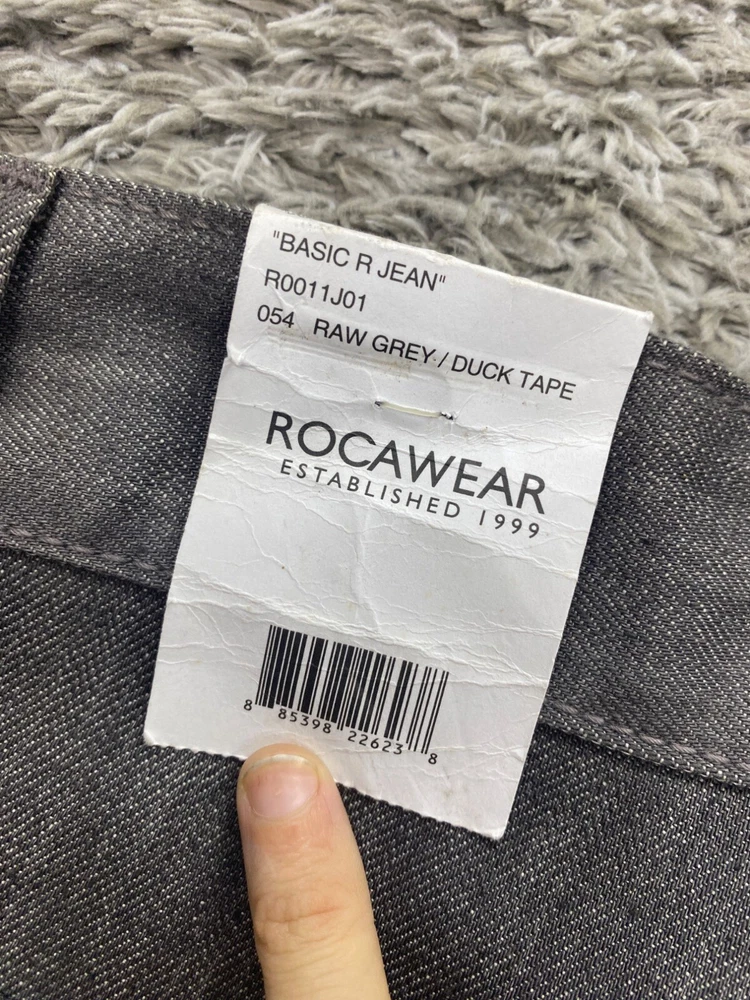 "BASIC R JEAN"
R0011J01
054 RAW GREY / DUCK TAPE
ROCAWEAR
ESTABLISHED 1999
8 85398 22623 8